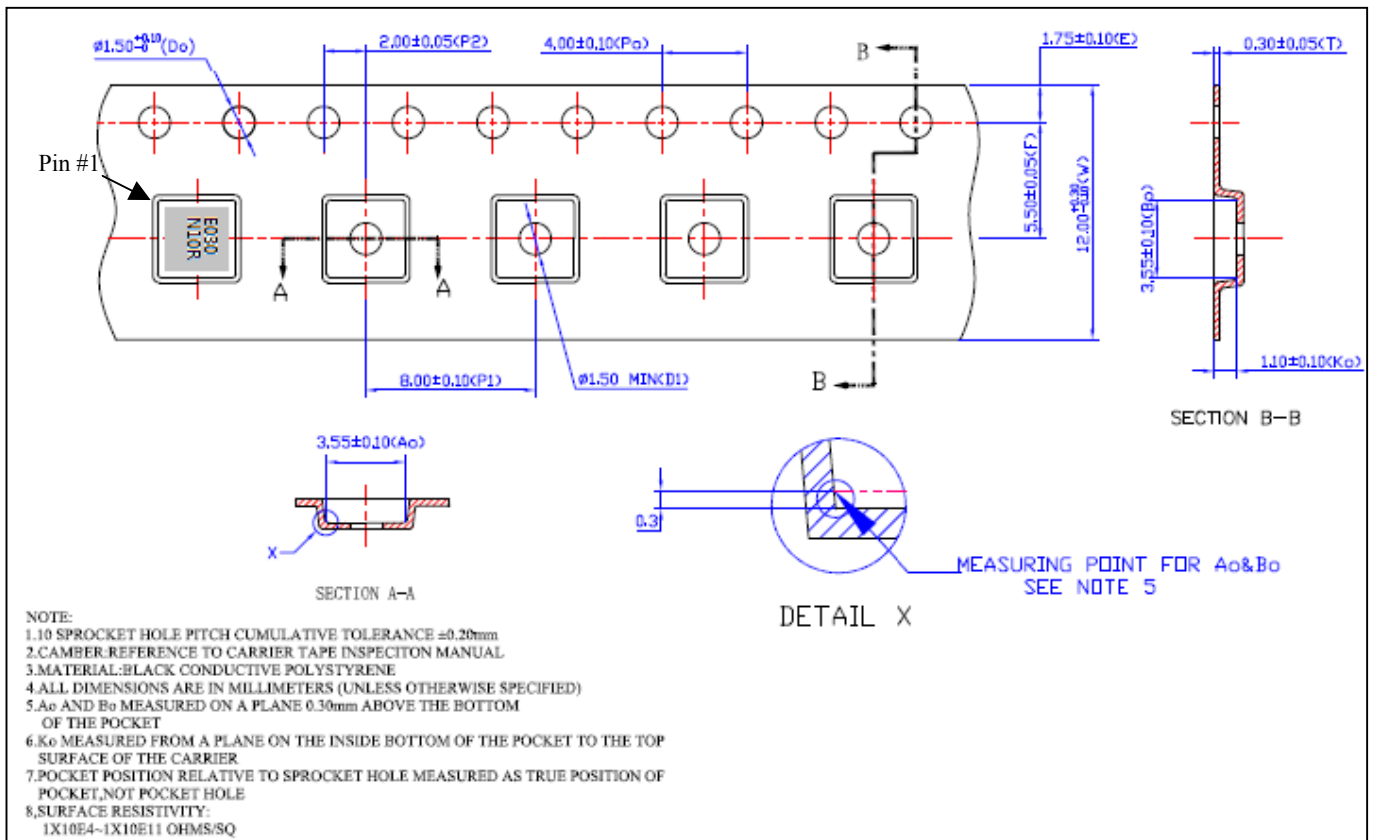 ø1.50+0.10-0(Do)
2.00±0.05(P2)
4.00±0.10(Po)
B
1.75±0.10(E)
0.30±0.05(T)
Pin #1
E030
N10R
5.50±0.05(F)
12.00+0.30-0.10(W)
3.55±0.10(Bo)
A
A
8.00±0.10(P1)
ø1.50 MIN(D1)
B
1.10±0.10(Ko)
SECTION B-B
3.55±0.10(Ao)
X
SECTION A-A
0.3
MEASURING POINT FOR Ao&Bo
SEE NOTE 5
DETAIL X
NOTE:
1.10 SPROCKET HOLE PITCH CUMULATIVE TOLERANCE ±0.20mm
2.CAMBER:REFERENCE TO CARRIER TAPE INSPECITON MANUAL
3.MATERIAL:BLACK CONDUCTIVE POLYSTYRENE
4.ALL DIMENSIONS ARE IN MILLIMETERS (UNLESS OTHERWISE SPECIFIED)
5.Ao AND Bo MEASURED ON A PLANE 0.30mm ABOVE THE BOTTOM
OF THE POCKET
6.Ko MEASURED FROM A PLANE ON THE INSIDE BOTTOM OF THE POCKET TO THE TOP
SURFACE OF THE CARRIER
7.POCKET POSITION RELATIVE TO SPROCKET HOLE MEASURED AS TRUE POSITION OF
POCKET,NOT POCKET HOLE
8,SURFACE RESISTIVITY:
1X10E4~1X10E11 OHMS/SQ